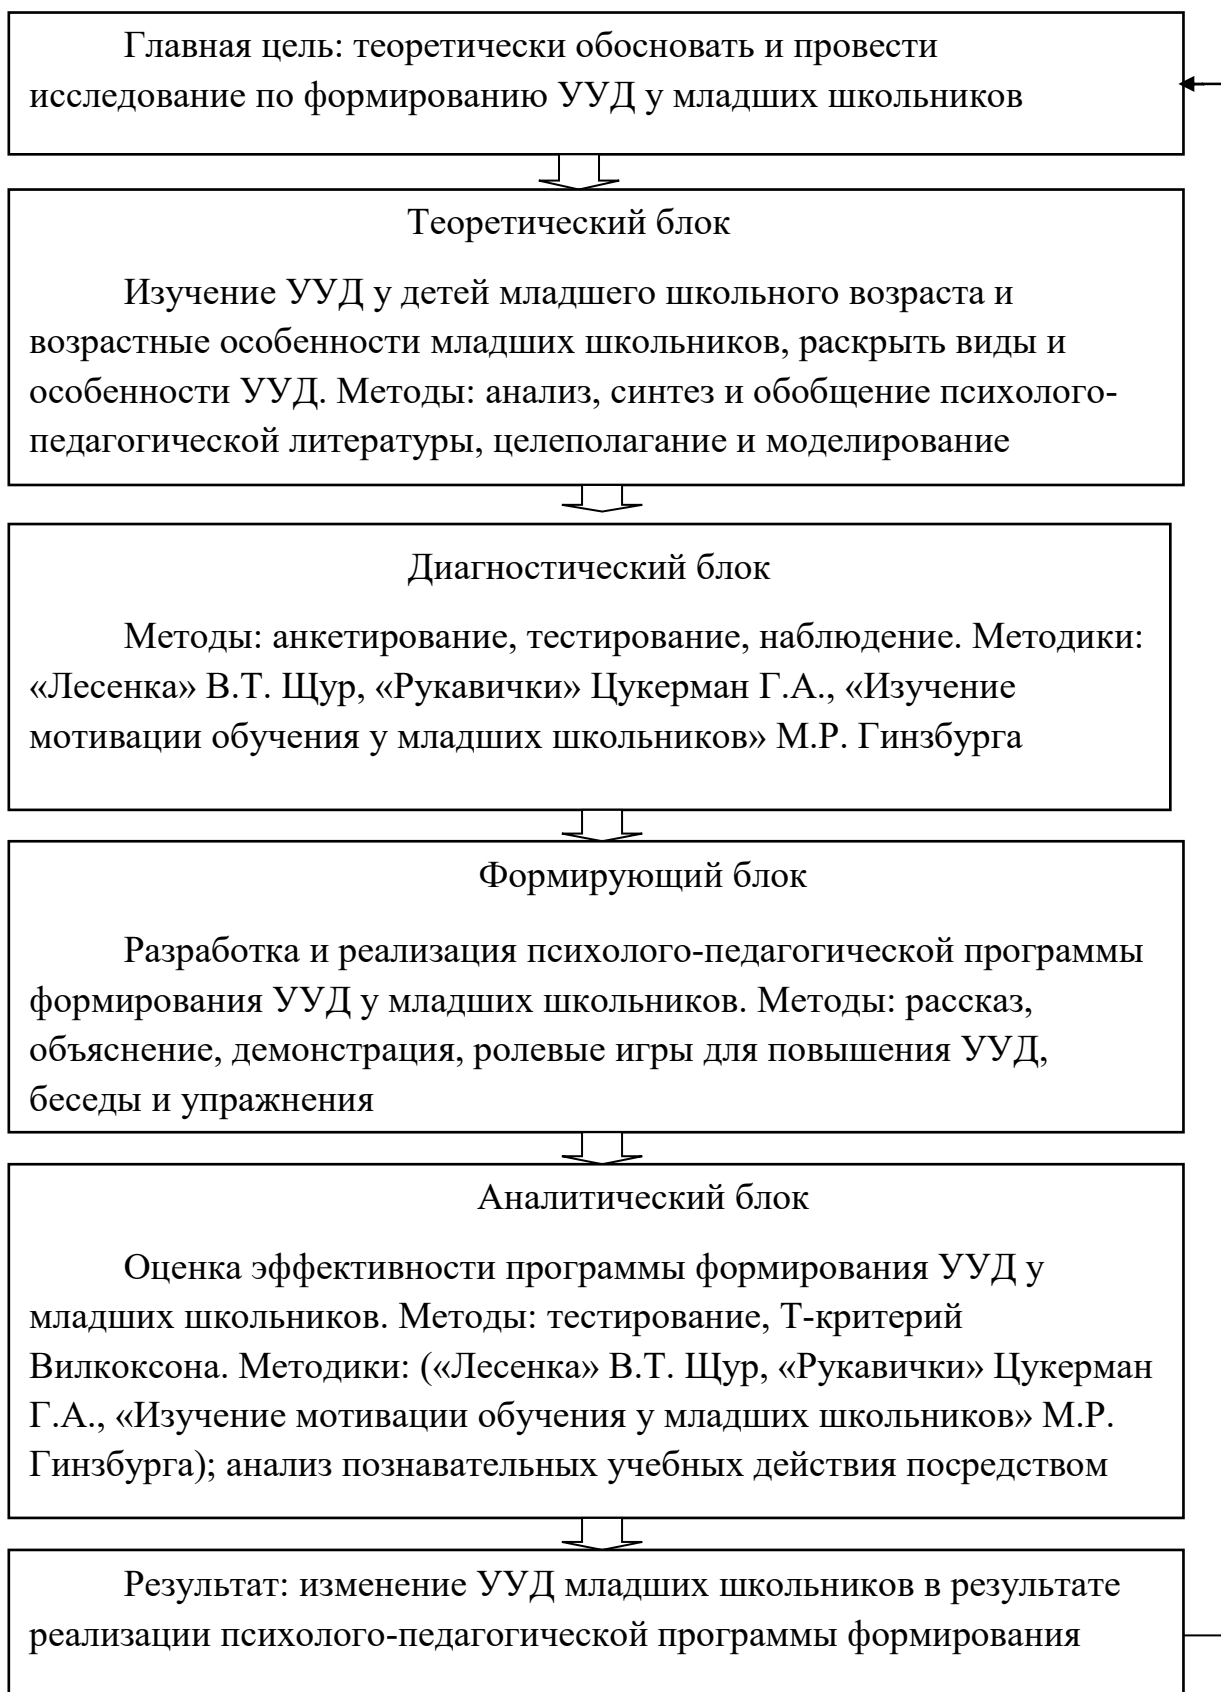 Главная цель: теоретически обосновать и провести
исследование по формированию УУД у младших школьников
Теоретический блок
Изучение УУД у детей младшего школьного возраста и
возрастные особенности младших школьников, раскрыть виды и
особенности УУД. Методы: анализ, синтез и обобщение психолого-
педагогической литературы, целеполагание и моделирование
Диагностический блок
Методы: анкетирование, тестирование, наблюдение. Методики:
«Лесенка» В.Т. Щур, «Рукавички» Цукерман Г.А., «Изучение
мотивации обучения у младших школьников» М.Р. Гинзбурга
Формирующий блок
Разработка и реализация психолого-педагогической программы
формирования УУД у младших школьников. Методы: рассказ,
объяснение, демонстрация, ролевые игры для повышения УУД,
беседы и упражнения
Аналитический блок
Оценка эффективности программы формирования УУД у
младших школьников. Методы: тестирование, Т-критерий
Вилкоксона. Методики: («Лесенка» В.Т. Щур, «Рукавички» Цукерман
Г.А., «Изучение мотивации обучения у младших школьников» М.Р.
Гинзбурга); анализ познавательных учебных действия посредством
Результат: изменение УУД младших школьников в результате
реализации психолого-педагогической программы формирования